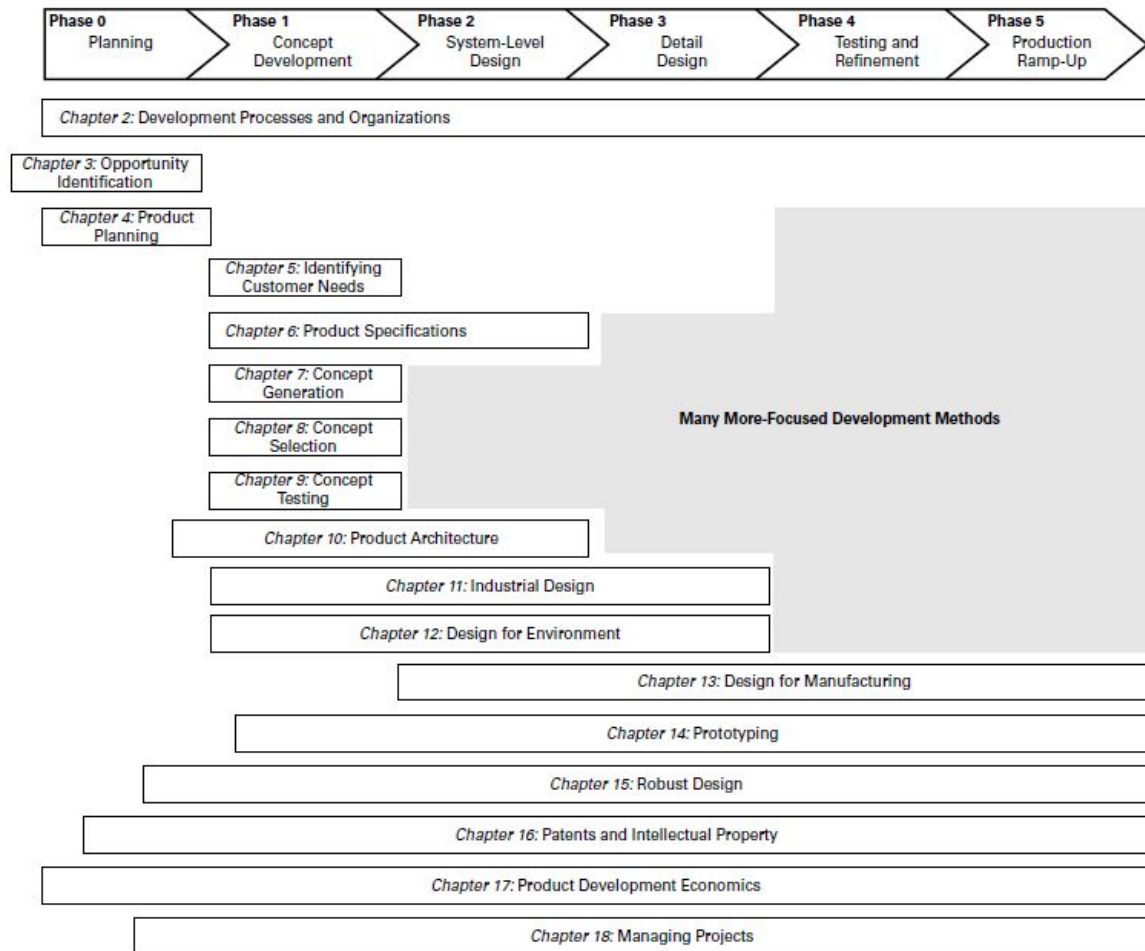 Phase 0
Planning
Phase 1
Concept
Development
Phase 2
System-Level
Design
Phase 3
Detail
Design
Phase 4
Testing and
Refinement
Phase 5
Production
Ramp-Up
Chapter 2: Development Processes and Organizations
Chapter 3: Opportunity
Identification
Chapter 4: Product
Planning
Chapter 5: Identifying
Customer Needs
Chapter 6: Product Specifications
Chapter 7: Concept
Generation
Many More-Focused Development Methods
Chapter 8: Concept
Selection
Chapter 9: Concept
Testing
Chapter 10: Product Architecture
Chapter 11: Industrial Design
Chapter 12: Design for Environment
Chapter 13: Design for Manufacturing
Chapter 14: Prototyping
Chapter 15: Robust Design
Chapter 16: Patents and Intellectual Property
Chapter 17: Product Development Economics
Chapter 18: Managing Projects